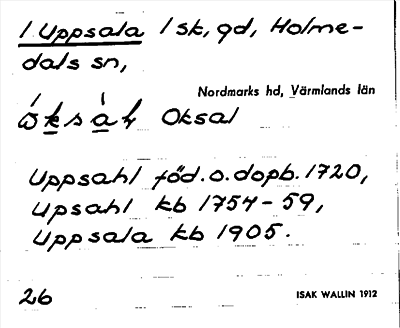 1 Uppsala 1 sk, gd, Holme-
dals sn,
Nordmarks hd, Värmlands län
Oksal
Uppsahl föd.o.dopb.1720,
Upsahl kb 1754-59,
Uppsala kb 1905.
26
ISAK WALLIN 1912